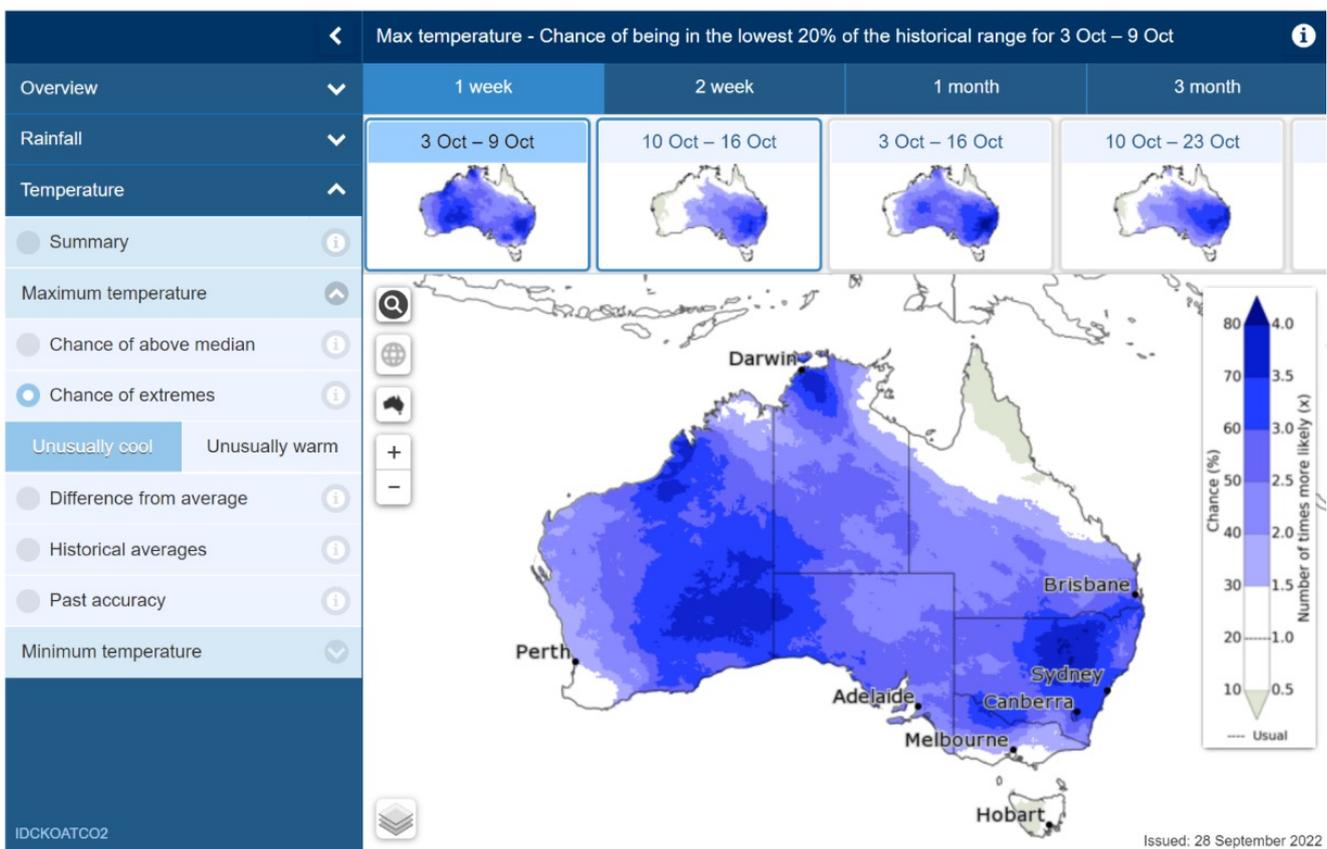 Max temperature - Chance of being in the lowest 20% of the historical range for 3 Oct – 9 Oct
Overview
Rainfall
Temperature
Summary
Maximum temperature
Chance of above median
Chance of extremes
Unusually cool
Unusually warm
Difference from average
Historical averages
Past accuracy
Minimum temperature
IDCKOATCO2
1 week
2 week
1 month
3 month
3 Oct – 9 Oct
10 Oct – 16 Oct
3 Oct – 16 Oct
10 Oct – 23 Oct
+
−
Darwin
Brisbane
Perth
Sydney
Adelaide
Canberra
Melbourne
Hobart
Chance (%)
80
70
60
50
40
30
20
10
4.0
3.5
3.0
2.5
2.0
1.5
1.0
0.5
Number of times more likely (x)
---- Usual
Issued: 28 September 2022